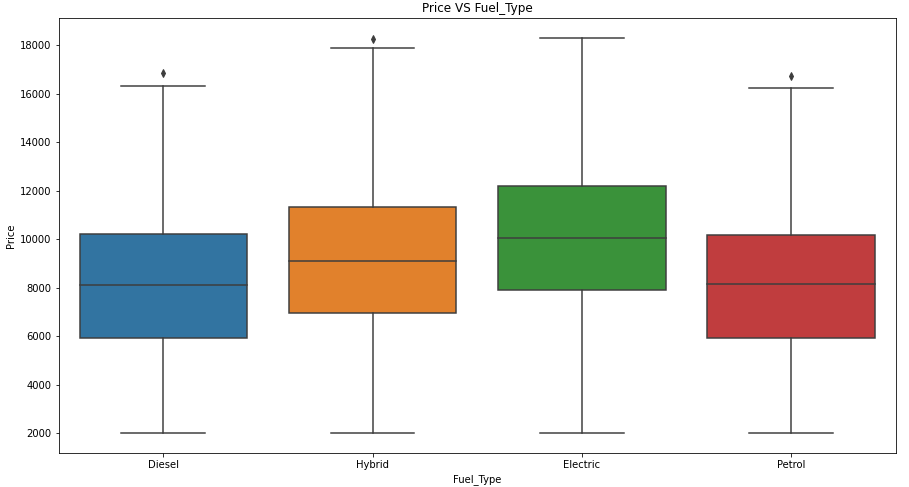 Price VS Fuel_Type
18000
16000
14000
12000
10000
8000
6000
4000
2000
Price
Diesel
Hybrid
Electric
Petrol
Fuel_Type